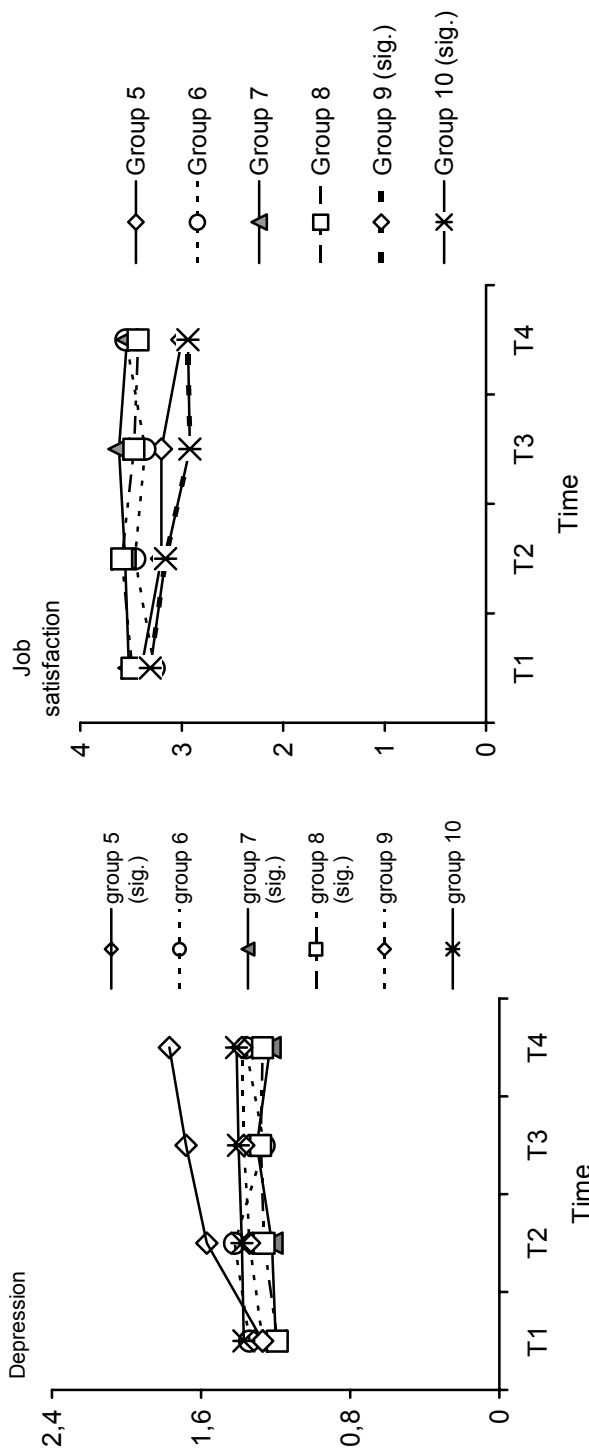 Depression
2,4
1,6
0,8
0
T1
T2
T3
T4
Time
group 5
(sig.)
group 6
group 7
(sig.)
group 8
(sig.)
group 9
group 10
Job
satisfaction
4
3
2
1
0
T1
T2
T3
T4
Time
Group 5
Group 6
Group 7
Group 8
Group 9 (sig.)
Group 10 (sig.)